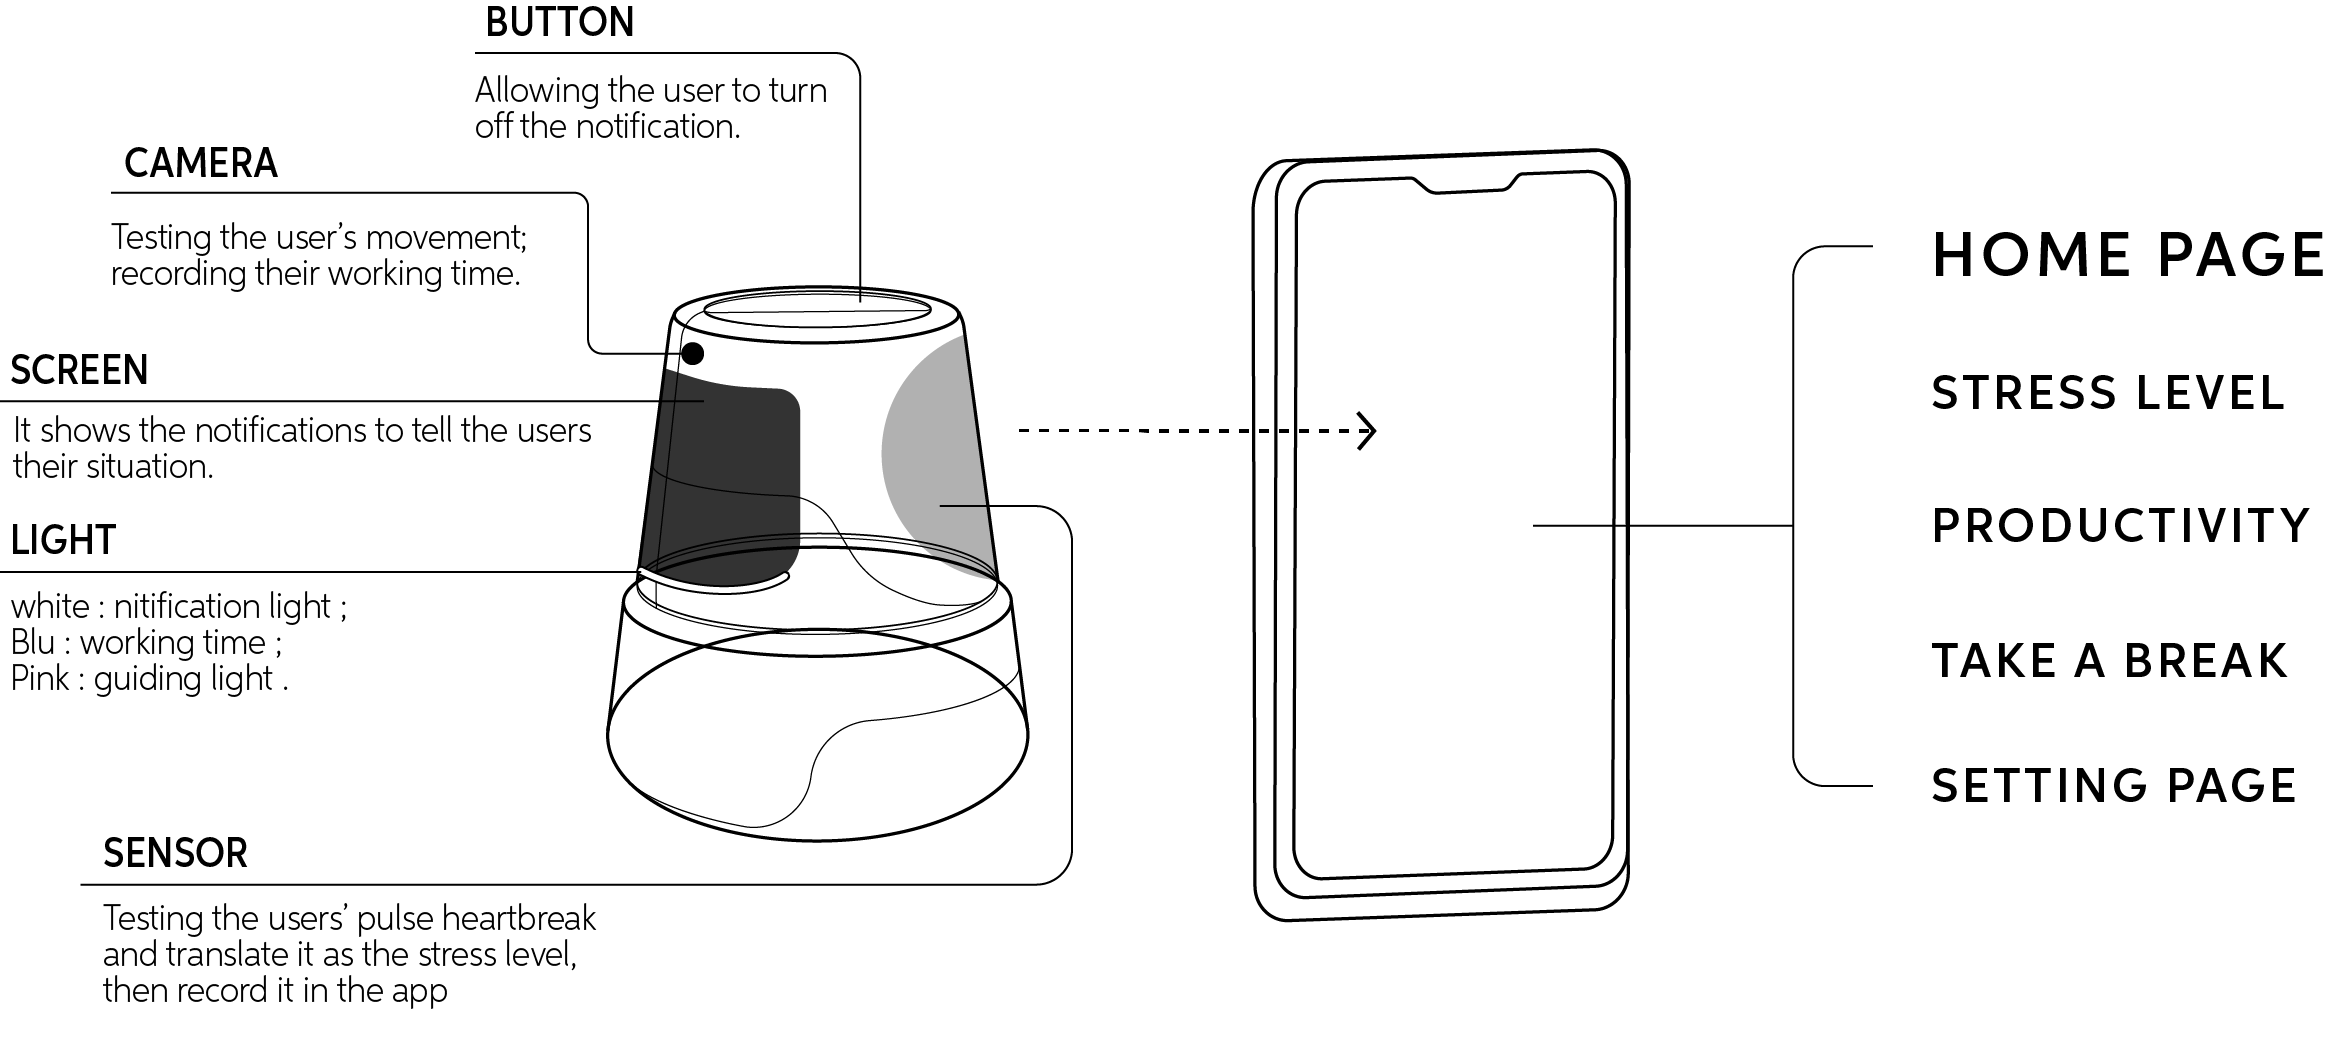 BUTTON
Allowing the user to turn
off the notification.
CAMERA
Testing the user’s movement;
recording their working time.
SCREEN
It shows the notifications to tell the users
their situation.
LIGHT
white : nitification light ;
Blu : working time ;
Pink : guiding light .
SENSOR
Testing the users’ pulse heartbreak
and translate it as the stress level,
then record it in the app
HOME PAGE
STRESS LEVEL
PRODUCTIVITY
TAKE A BREAK
SETTING PAGE